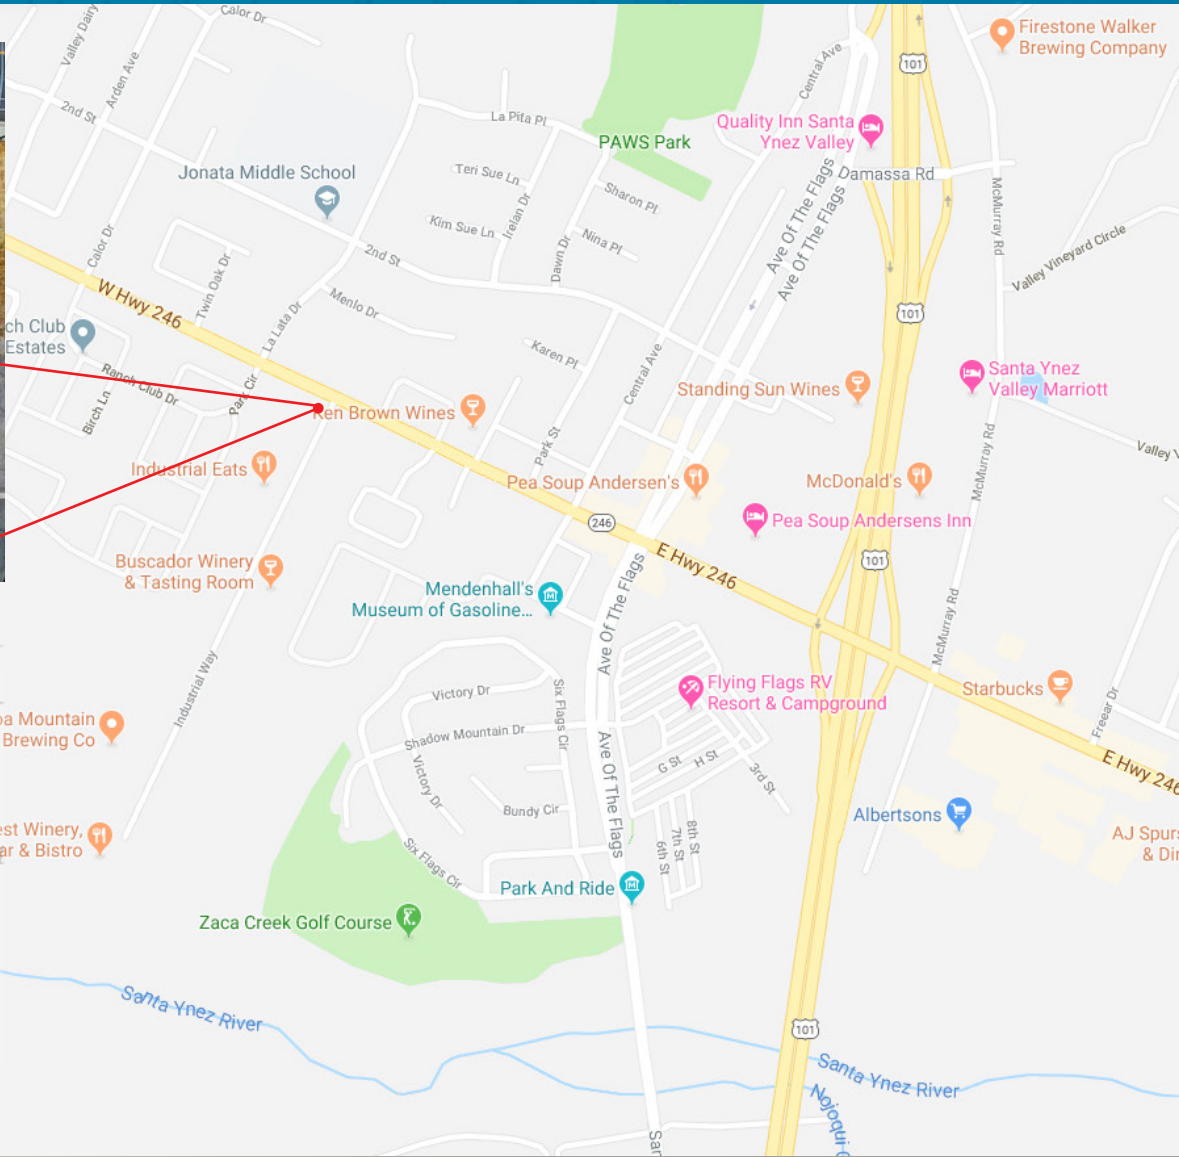 Calor Dr
Valley Dairy
Arden Ave
2nd St
Central Ave
101
Firestone Walker
Brewing Company
La Pita Pl
PAWS Park
Quality Inn Santa
Ynez Valley
Jonata Middle School
Teri Sue Ln
Sharon Pl
Irelan Dr
Damassa Rd
McMurray Rd
Kim Sue Ln
Nina Pl
Dawn Dr
Calor Dr
2nd St
Ave Of The Flags
Ave Of The Flags
Valley Vineyard Circle
Twin Oak Dr
W Hwy 246
Menlo Dr
La Lata Dr
101
ch Club
Estates
Karen Pl
Central Ave
Ranch Club Dr
Park Cir
Birch Ln
Standing Sun Wines
Santa Ynez
Valley Marriott
Ken Brown Wines
Park St
McMurray Rd
Valley
Industrial Eats
Pea Soup Andersen's
McDonald's
246
Pea Soup Andersens Inn
E Hwy 246
101
Buscador Winery
& Tasting Room
Mendenhall's
Museum of Gasoline...
Ave Of The Flags
McMurray Rd
Industrial Way
Victory Dr
Six Flags Cir
Flying Flags RV
Resort & Campground
Starbucks
Freear Dr
oa Mountain
Brewing Co
Shadow Mountain Dr
Ave Of The Flags
G St
H St
3rd St
E Hwy 246
Victory Dr
Bundy Cir
Albertsons
est Winery,
ar & Bistro
8th St
7th St
6th St
AJ Spurs
& Din
Six Flags Cir
Park And Ride
Zaca Creek Golf Course
Santa Ynez River
101
Santa Ynez River
Nojoqui C
San